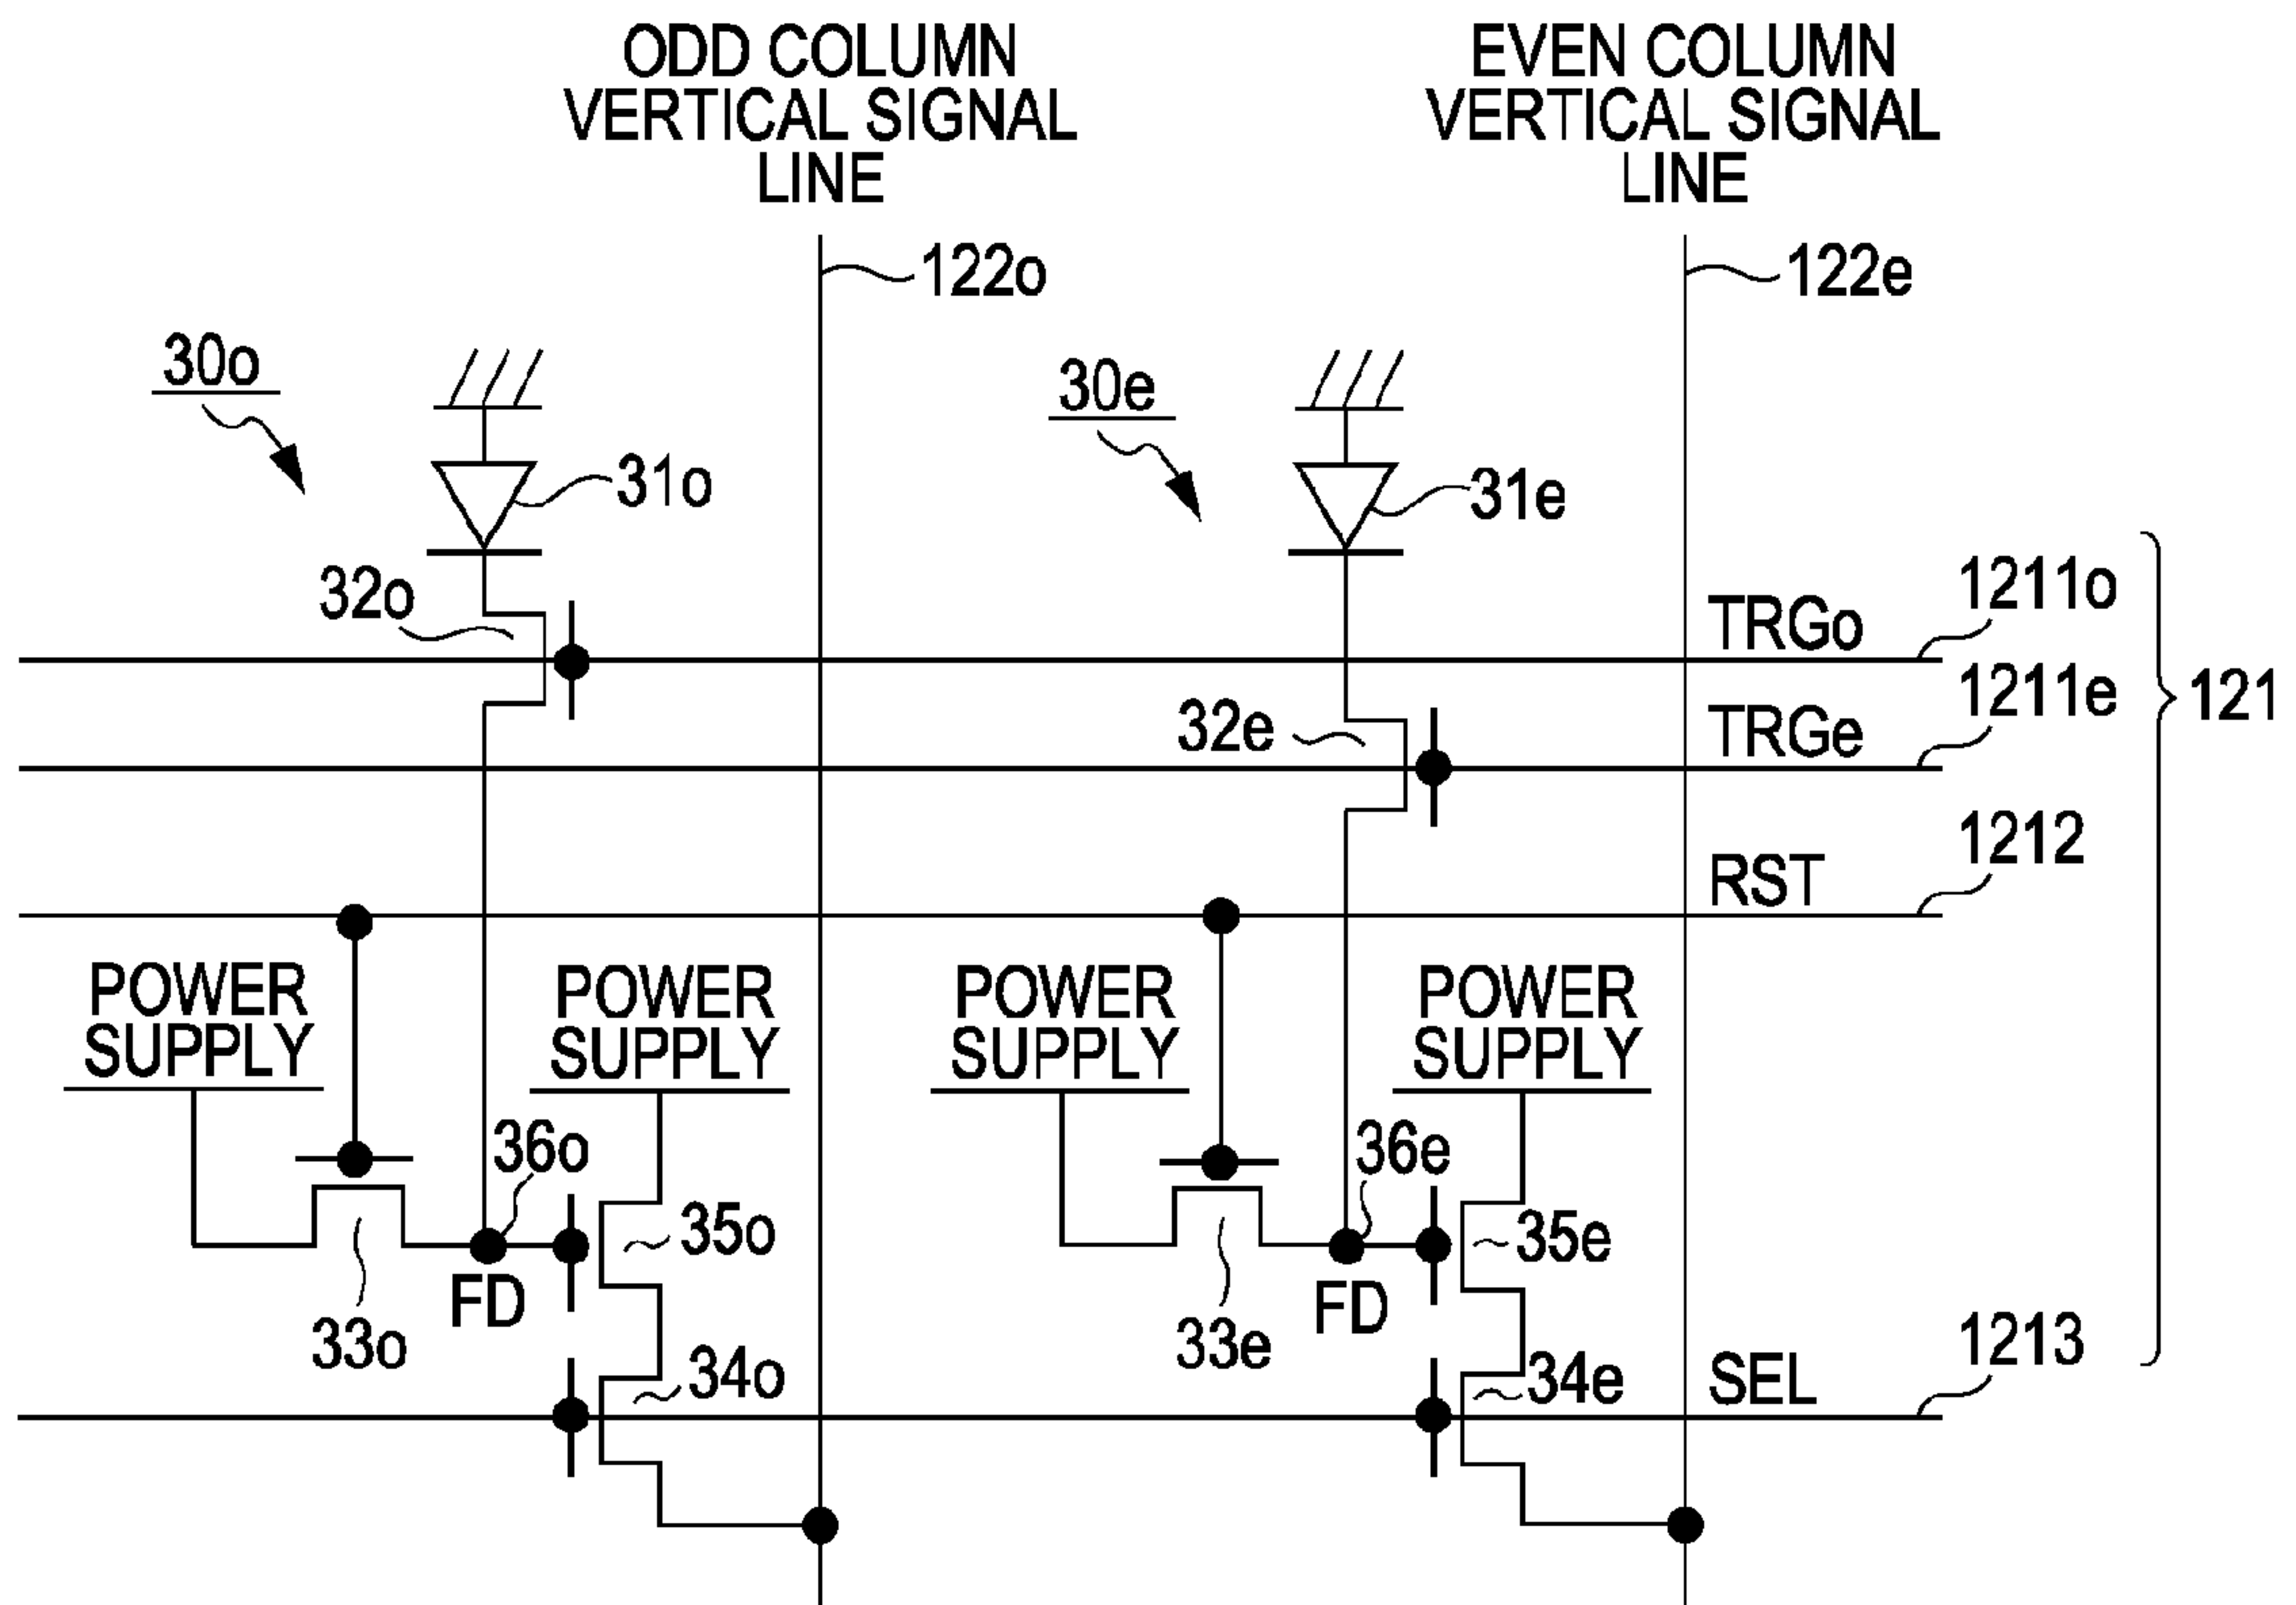 ODD COLUMN
VERTICAL SIGNAL
LINE
EVEN COLUMN
VERTICAL SIGNAL
LINE
122o
122e
30o
30e
31o
31e
32o
TRGo
1211o
1211e
121
32e
TRGe
1212
RST
POWER
SUPPLY
POWER
SUPPLY
POWER
SUPPLY
POWER
SUPPLY
36o
36e
35o
35e
FD
FD
33o
33e
34o
34e
SEL
1213